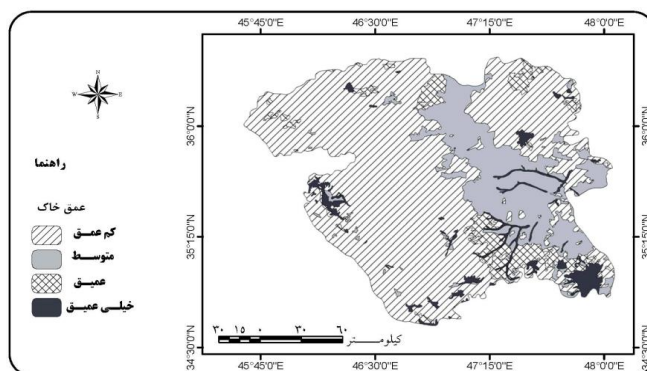 45°45'0"E 46°30'0"E 47°15'0"E 48°0'0"E
N
W E
S
36°0'0"N 36°0'0"N
راهنما
عمق خاک
کم عمق
متوسط
عمیق
خیلی عمیق
35°15'0"N 35°15'0"N
۳۰ ۱۵ ۰ ۳۰ ۶۰
کیلومتر
34°30'0"N 34°30'0"N
45°45'0"E 46°30'0"E 47°15'0"E 48°0'0"E